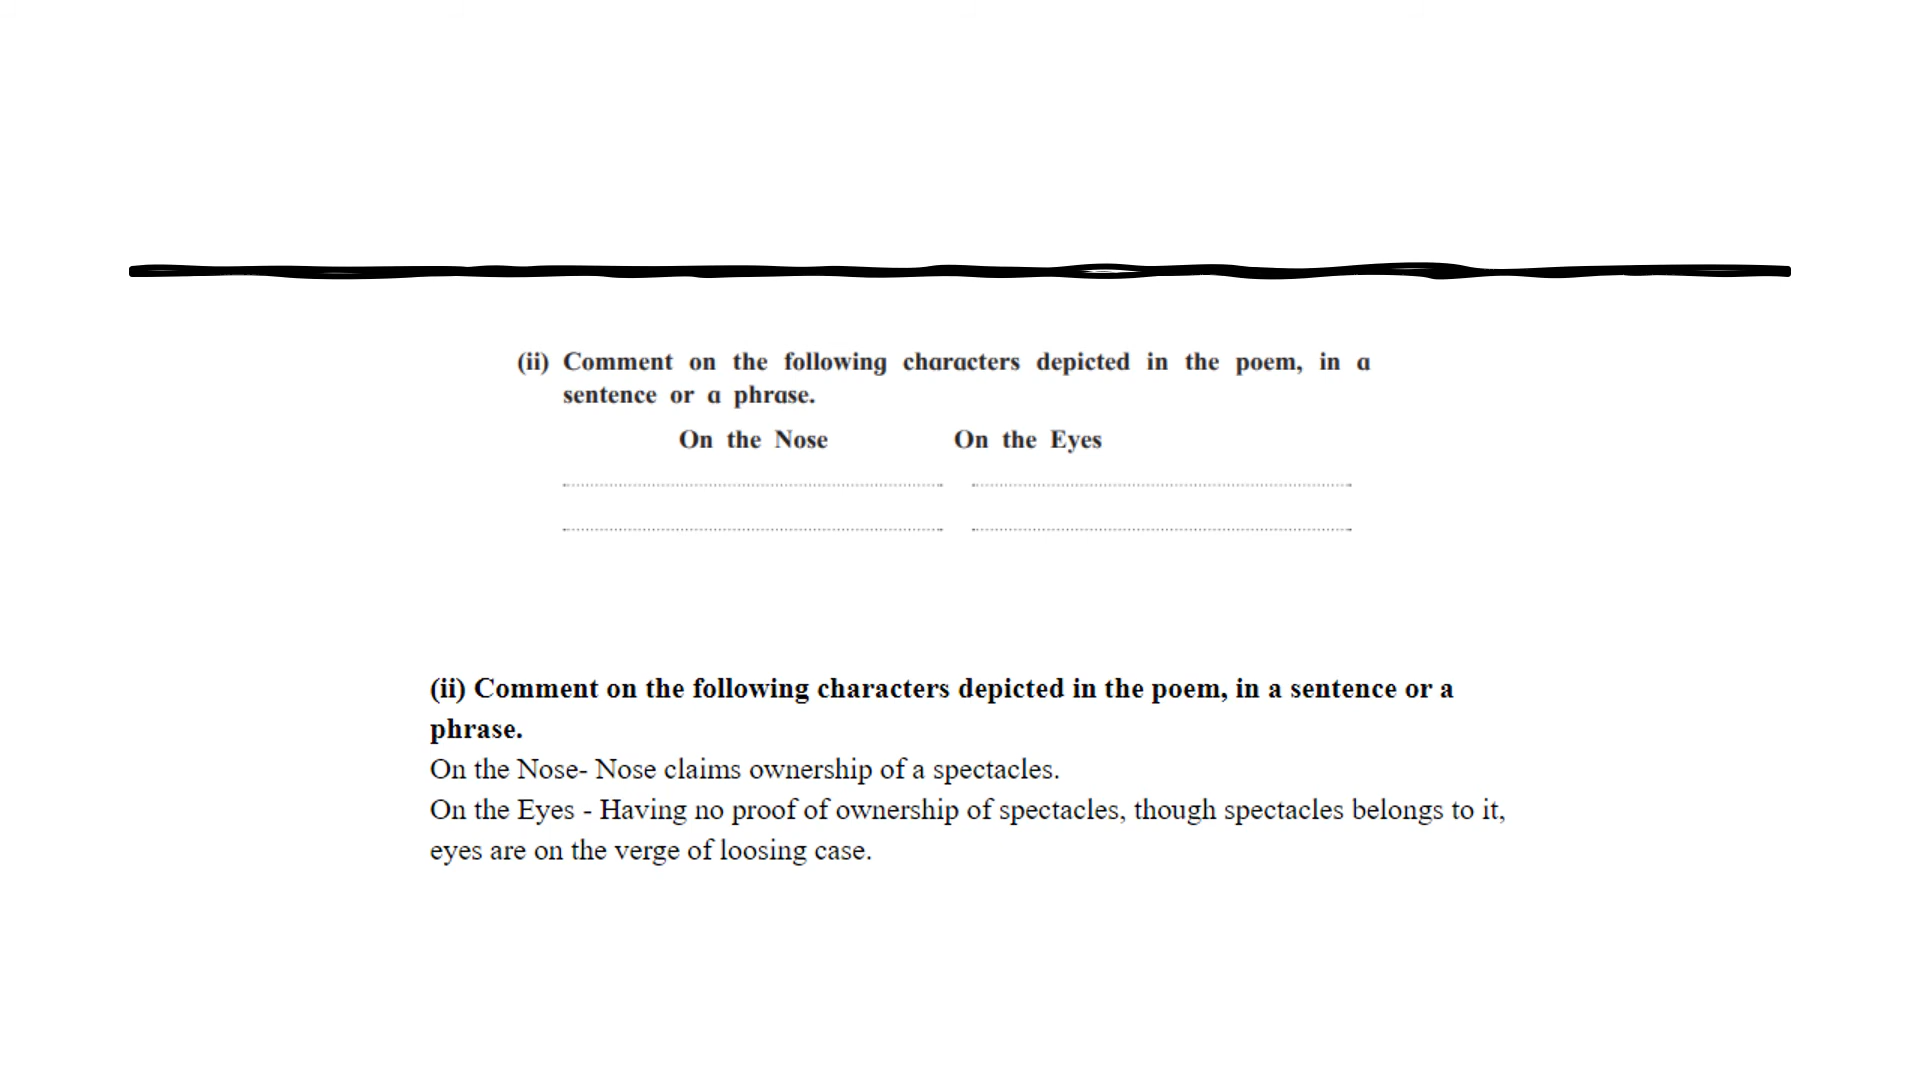 (ii) Comment on the following characters depicted in the poem, in a
sentence or a phrase.
On the Nose On the Eyes
(ii) Comment on the following characters depicted in the poem, in a sentence or a
phrase.
On the Nose- Nose claims ownership of a spectacles.
On the Eyes - Having no proof of ownership of spectacles, though spectacles belongs to it,
eyes are on the verge of loosing case.